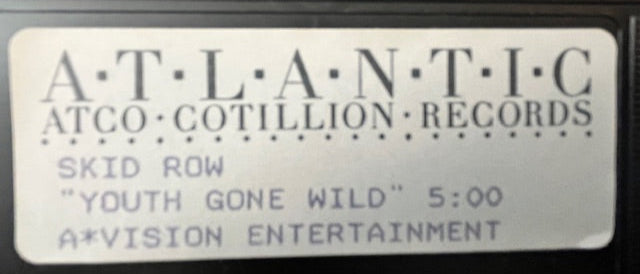 A·T·L·A·N·T·I·C
ATCO·COTILLION·RECORDS
SKID ROW
"YOUTH GONE WILD" 5:00
A*VISION ENTERTAINMENT